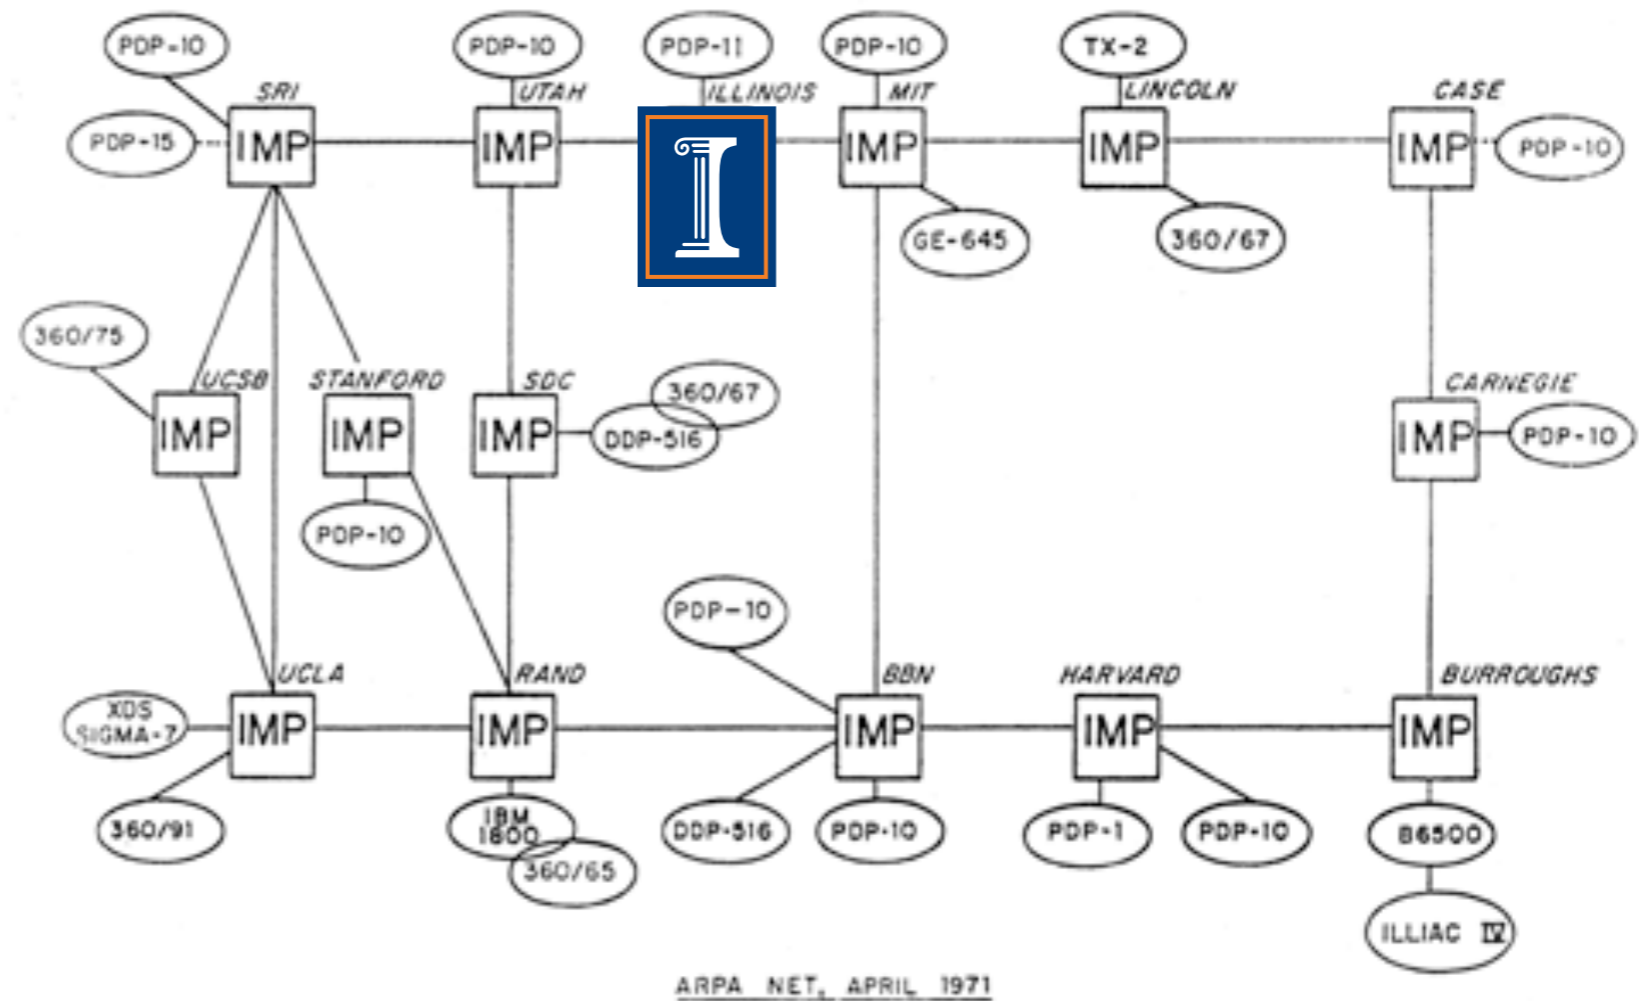 PDP-10
PDP-10
PDP-11
PDP-10
TX-2
SRI
UTAH
ILLINOIS
MIT
LINCOLN
CASE
PDP-15
IMP
IMP
I
IMP
IMP
IMP
PDP-10
GE-645
360/67
360/75
UCSB
STANFORD
SDC
360/67
CARNEGIE
IMP
IMP
IMP
DDP-516
IMP
PDP-10
PDP-10
PDP-10
UCLA
RAND
BBN
HARVARD
BURROUGHS
XDS
SIGMA-7
IMP
IMP
IMP
IMP
IMP
360/91
IBM
1800
360/65
DDP-516
PDP-10
PDP-1
PDP-10
B6500
ILLIAC IV
ARPA NET, APRIL 1971